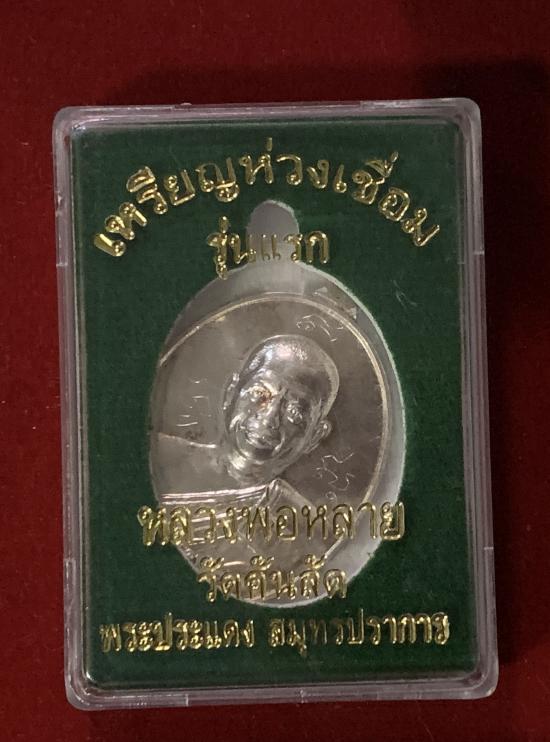 เหรียญห่วงเชื่อม
รุ่นแรก
หลวงพ่อหลาย
วัดคันลัด
พระประแดง สมุทรปราการ